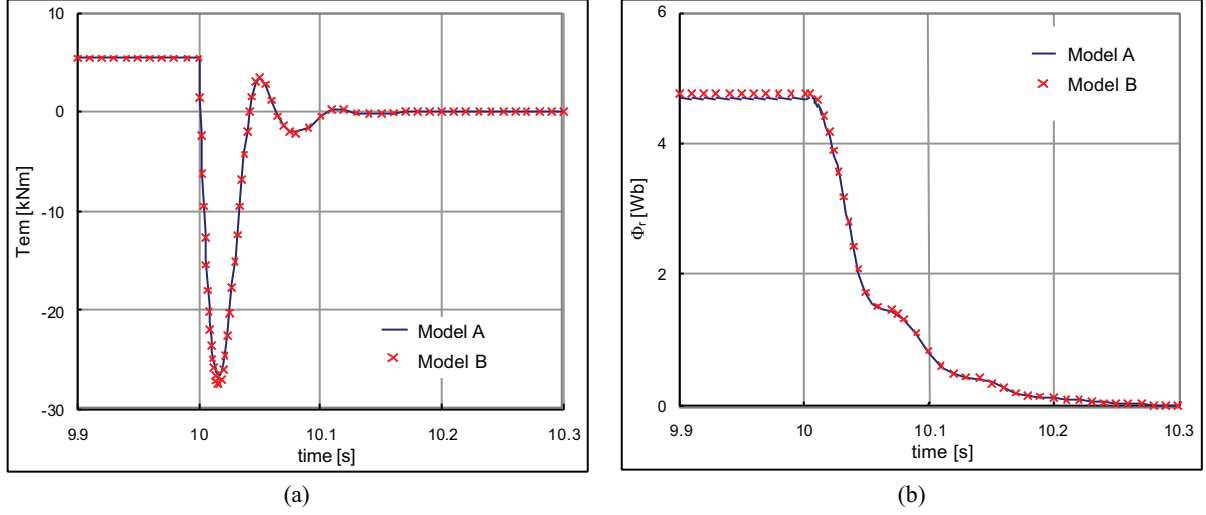 10
0
-10
-20
-30
Tem [kNm]
9.9
10
10.1
10.2
10.3
time [s]
Model A
Model B
(a)
6
4
2
0
Φr [Wb]
9.9
10
10.1
10.2
10.3
time [s]
Model A
Model B
(b)